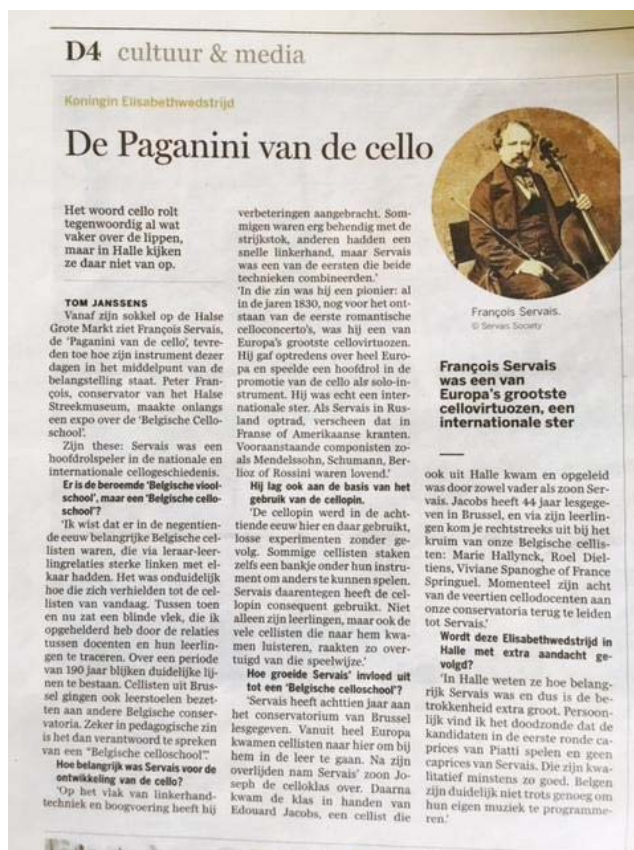 D4 cultuur & media
Koningin Elisabethwedstrijd
De Paganini van de cello
Het woord cello rolt
tegenwoordig al wat
vaker over de lippen,
maar in Halle kijken
ze daar niet van op.
TOM JANSSENS
Vanaf zijn sokkel op de Halse
Grote Markt ziet François Servais,
de ‘Paganini van de cello’, tevre-
den toe hoe zijn instrument dezer
dagen in het middelpunt van de
belangstelling staat. Peter Fran-
çois, conservator van het Halse
Streekmuseum, maakte onlangs
een expo over de ‘Belgische Cello-
school’.
Zijn these: Servais was een
hoofdrolspeler in de nationale en
internationale cellogeschiedenis.
Er is de beroemde ‘Belgische viool-
school’, maar een ‘Belgische cello-
school’?
‘Ik wist dat er in de negentien-
de eeuw belangrijke Belgische cel-
listen waren, die via leraar-leer-
lingrelaties sterke linken met el-
kaar hadden. Het was onduidelijk
hoe die zich verhielden tot de cel-
listen van vandaag. Tussen toen
en nu zat een blinde vlek, die ik
opgehelderd heb door de relaties
tussen docenten en hun leerlin-
gen te traceren. Over een periode
van 190 jaar blijken duidelijke lij-
nen te bestaan. Cellisten uit Brus-
sel gingen ook leerstoelen bezet-
ten aan andere Belgische conser-
vatoria. Zeker in pedagogische zin
is het dan verantwoord te spreken
van een “Belgische celloschool”.’
Hoe belangrijk was Servais voor de
ontwikkeling van de cello?
‘Op het vlak van linkerhand-
techniek en boogvoering heeft hij
verbeteringen aangebracht. Som-
migen waren erg behendig met de
strijkstok, anderen hadden een
snelle linkerhand, maar Servais
was een van de eersten die beide
technieken combineerden.’
‘In die zin was hij een pionier: al
in de jaren 1830, nog voor het ont-
staan van de eerste romantische
celloconcerto’s, was hij een van
Europa’s grootste cellovirtuozen.
Hij gaf optredens over heel Euro-
pa en speelde een hoofdrol in de
promotie van de cello als solo-in-
strument. Hij was echt een inter-
nationale ster. Als Servais in Rus-
land optrad, verscheen dat in
Franse of Amerikaanse kranten.
Vooraanstaande componisten zo-
als Mendelssohn, Schumann, Ber-
lioz of Rossini waren lovend.’
Hij lag ook aan de basis van het
gebruik van de cellopin.
‘De cellopin werd in de acht-
tiende eeuw hier en daar gebruikt,
losse experimenten zonder ge-
volg. Sommige cellisten staken
zelfs een bankje onder hun instru-
ment om anders te kunnen spelen.
Servais daarentegen heeft de cel-
lopin consequent gebruikt. Niet
alleen zijn leerlingen, maar ook de
vele cellisten die naar hem kwa-
men luisteren, raakten zo over-
tuigd van die speelwijze.’
Hoe groeide Servais’ invloed uit
tot een ‘Belgische celloschool’?
‘Servais heeft achttien jaar aan
het conservatorium van Brussel
lesgegeven. Vanuit heel Europa
kwamen cellisten naar hier om bij
hem in de leer te gaan. Na zijn
overlijden nam Servais’ zoon Jo-
seph de celloklas over. Daarna
kwam de klas in handen van
Edouard Jacobs, een cellist die
François Servais.
© Servais Society
François Servais
was een van
Europa’s grootste
cellovirtuozen, een
internationale ster
ook uit Halle kwam en opgeleid
was door zowel vader als zoon Ser-
vais. Jacobs heeft 44 jaar lesgege-
ven in Brussel, en via zijn leerlin-
gen kom je rechtstreeks uit bij het
kruim van onze Belgische cellis-
ten: Marie Hallynck, Roel Diel-
tiens, Viviane Spanoghe of France
Springuel. Momenteel zijn acht
van de veertien cellodocenten aan
onze conservatoria terug te leiden
tot Servais.’
Wordt deze Elisabethwedstrijd in
Halle met extra aandacht ge-
volgd?
‘In Halle weten ze hoe belang-
rijk Servais was en dus is de be-
trokkenheid extra groot. Persoon-
lijk vind ik het doodzonde dat de
kandidaten in de eerste ronde ca-
prices van Piatti spelen en geen
caprices van Servais. Die zijn kwa-
litatief minstens zo goed. Belgen
zijn duidelijk niet trots genoeg om
hun eigen muziek te programme-
ren.’